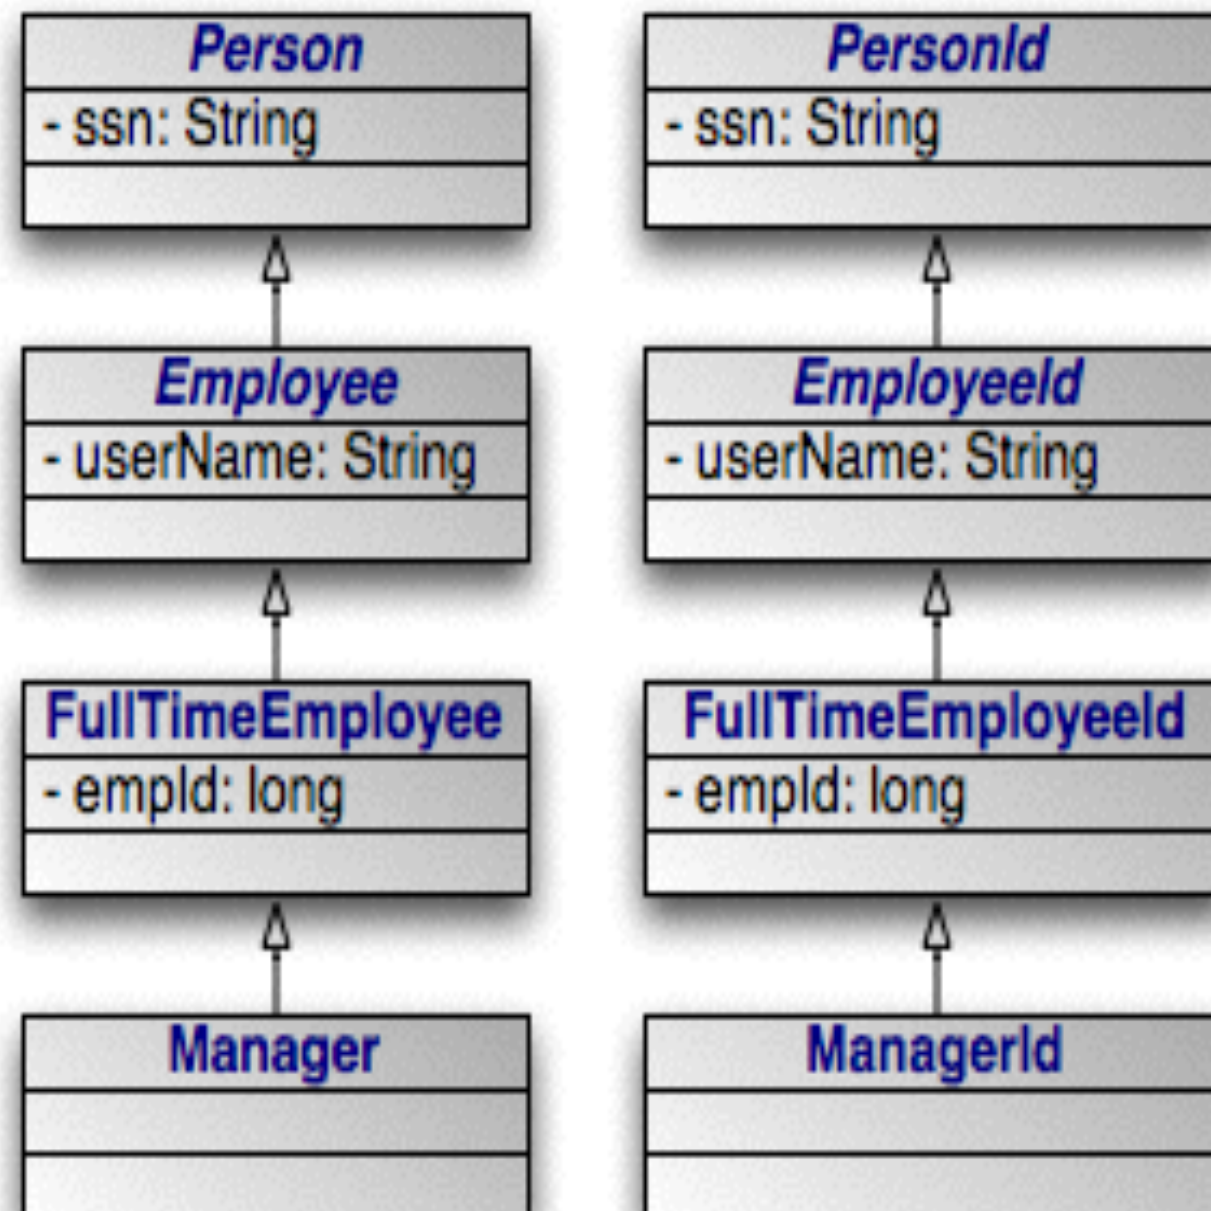 Person
- ssn: String
Employee
- userName: String
FullTimeEmployee
- empId: long
Manager
PersonId
- ssn: String
EmployeeId
- userName: String
FullTimeEmployeeId
- empId: long
ManagerId